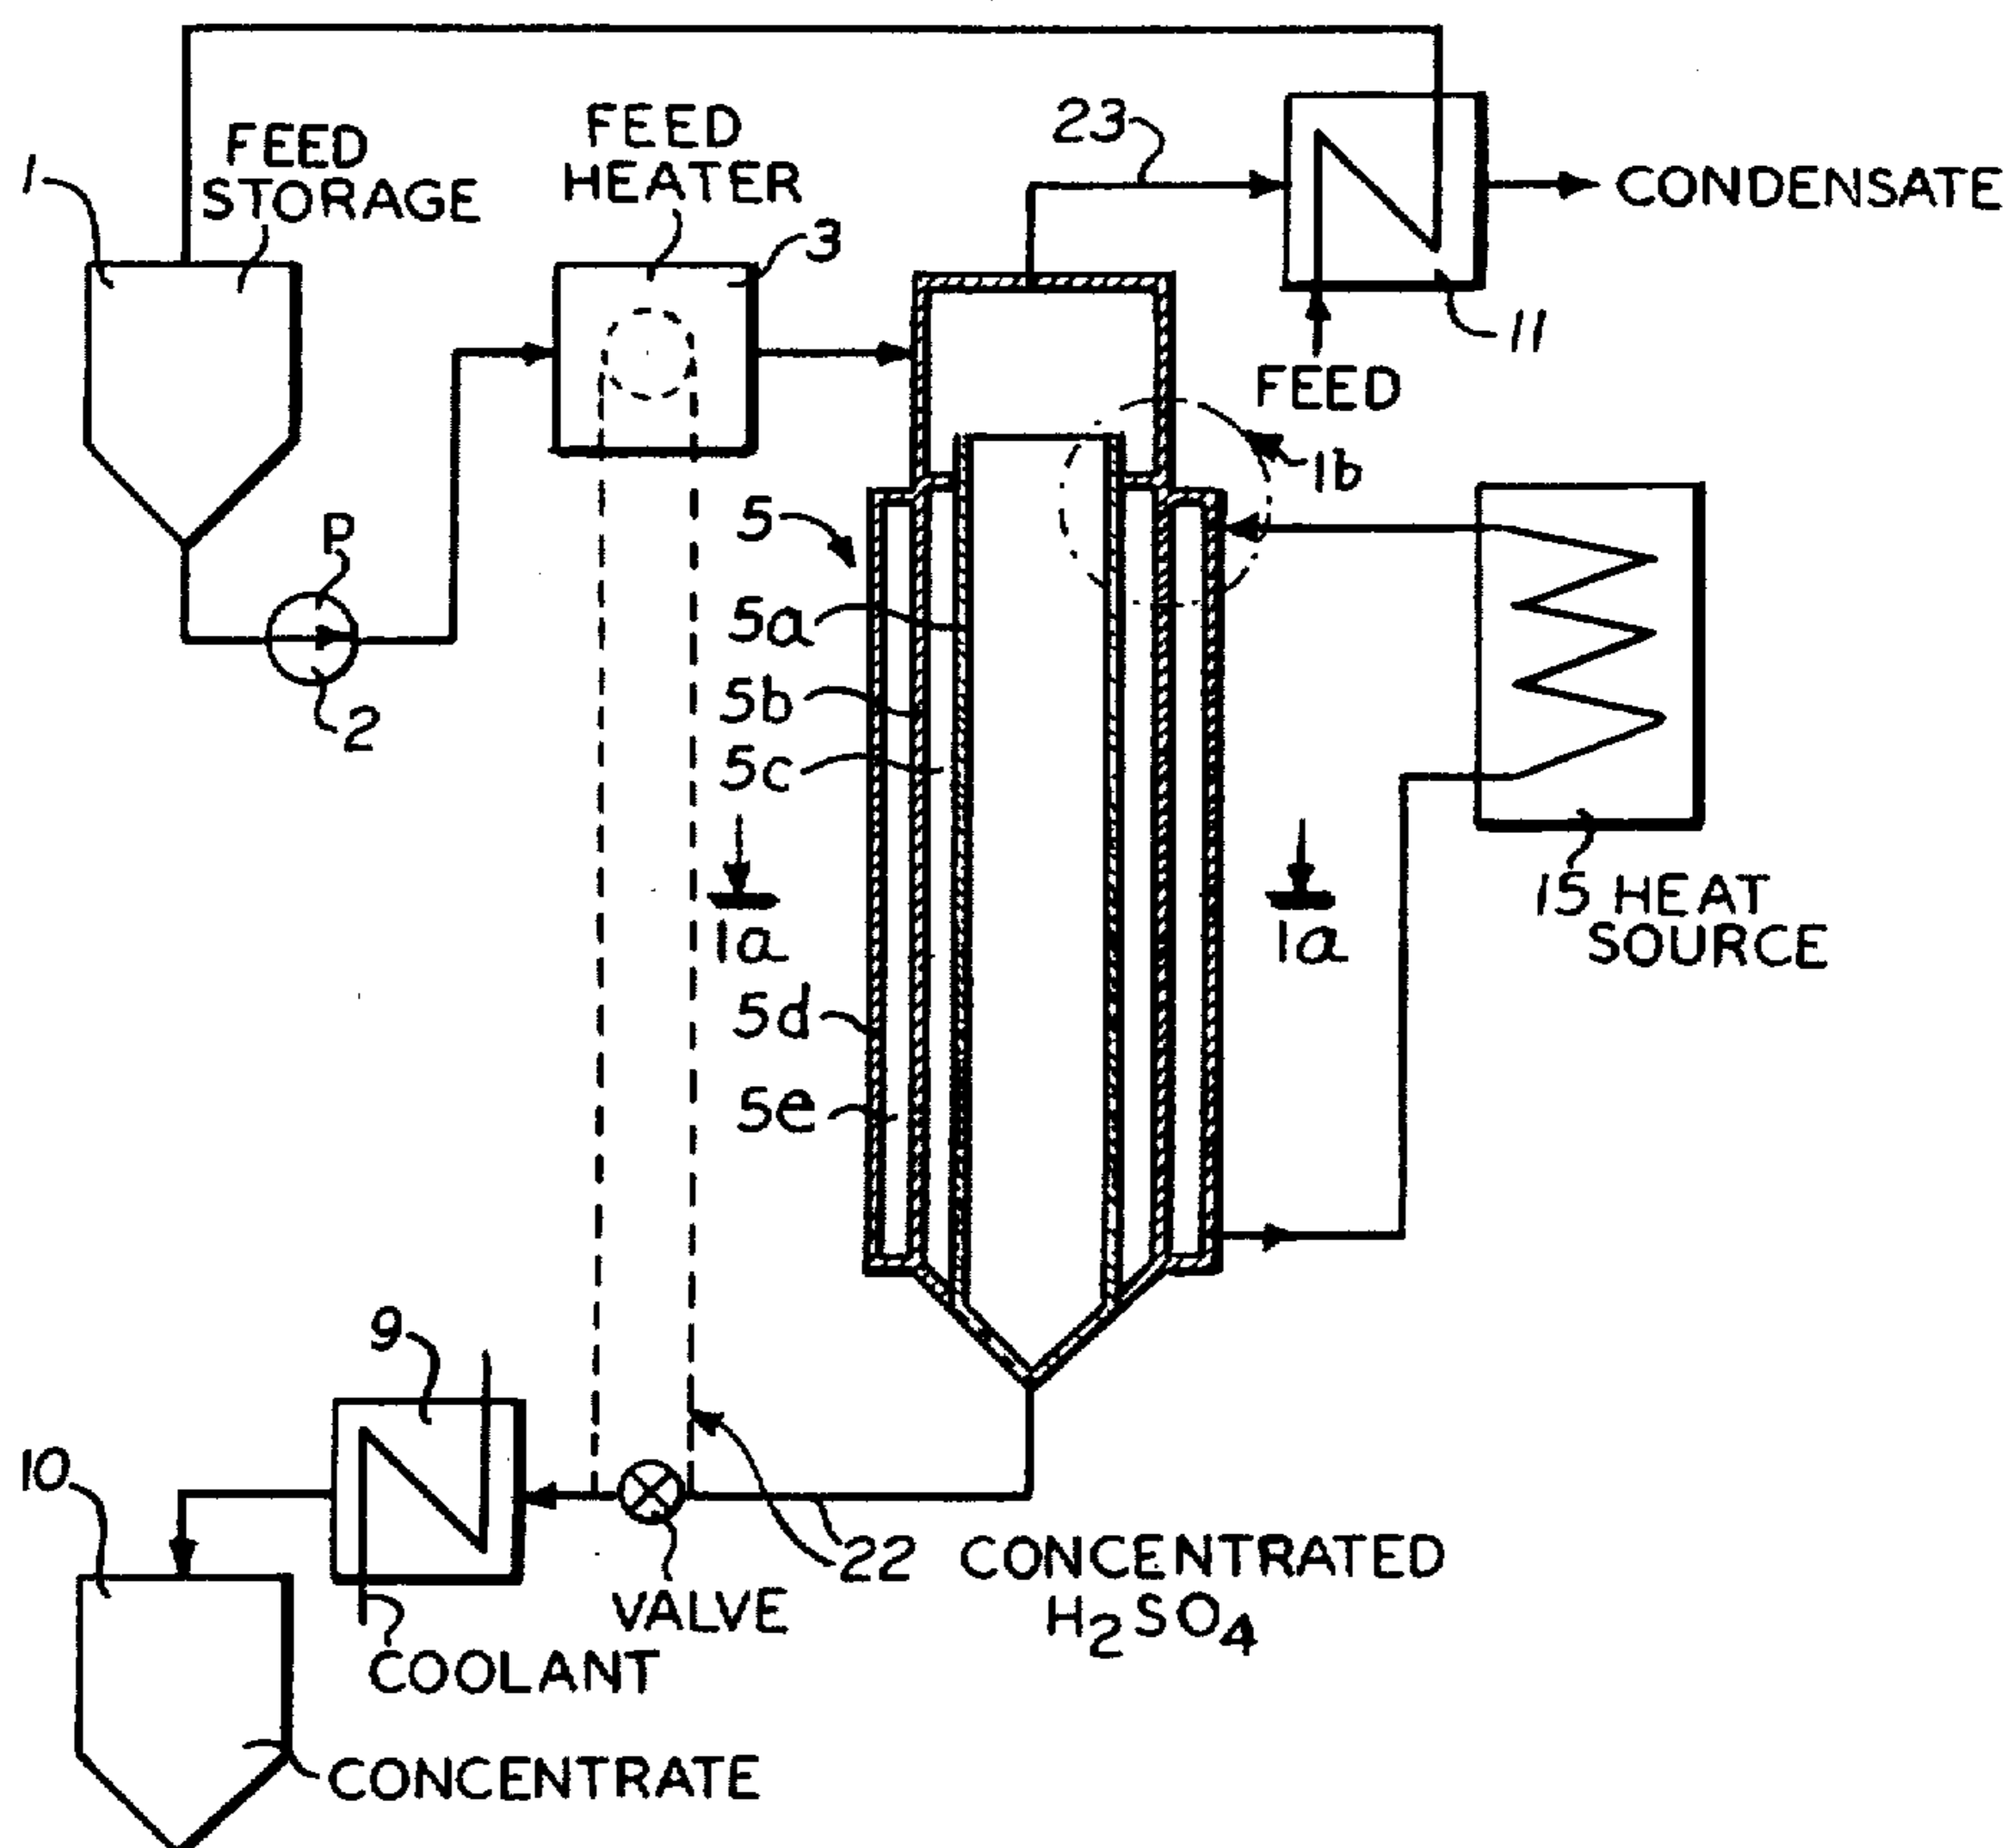 1
FEED
STORAGE
FEED
HEATER
3
23
CONDENSATE
11
FEED
1b
P
2
5
5a
5b
5c
1a
1a
15 HEAT
SOURCE
5d
5e
9
10
22
CONCENTRATED
H2SO4
VALVE
COOLANT
CONCENTRATE